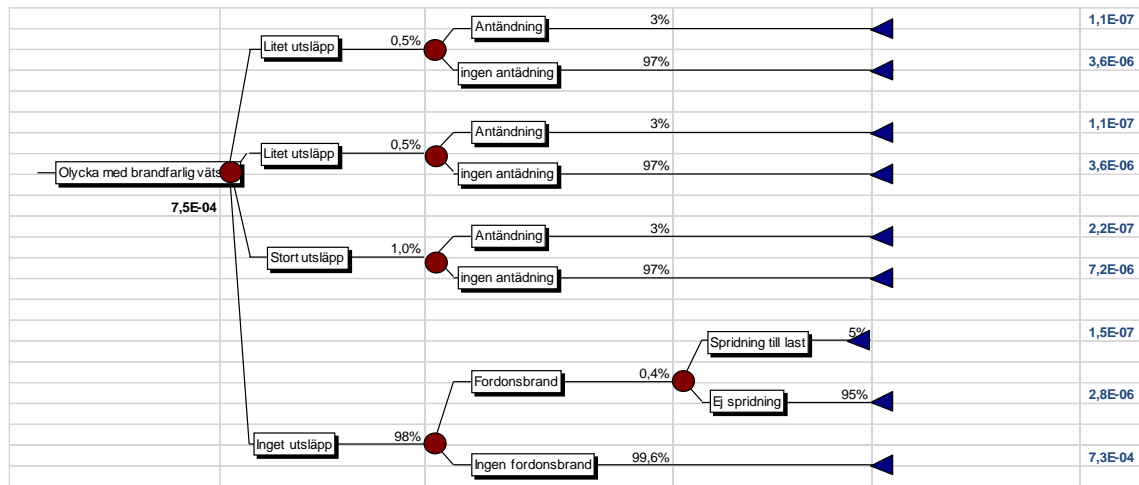 Antändning 3% 1,1E-07
Litet utsläpp 0,5%
ingen antädning 97% 3,6E-06
Antändning 3% 1,1E-07
Litet utsläpp 0,5%
ingen antädning 97% 3,6E-06
Olycka med brandfarlig väts
7,5E-04
Antändning 3% 2,2E-07
Stort utsläpp 1,0%
ingen antädning 97% 7,2E-06
Spridning till last 5% 1,5E-07
Fordonsbrand 0,4%
Ej spridning 95% 2,8E-06
Inget utsläpp 98%
Ingen fordonsbrand 99,6% 7,3E-04